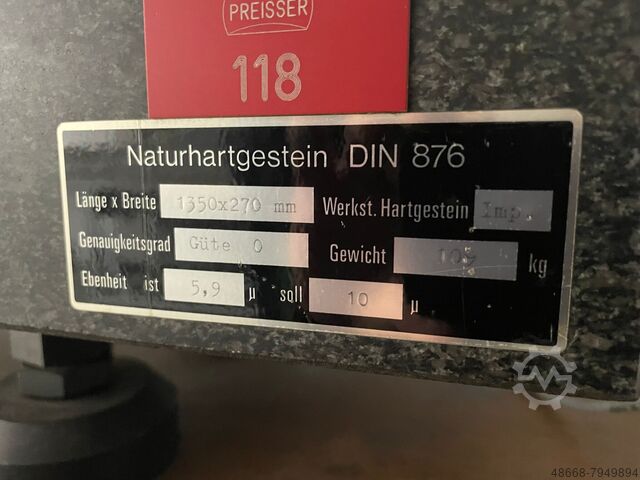 PREISSER
118
Naturhartgestein DIN 876
Länge x Breite 1350x270 mm Werkst. Hartgestein Imp.
Genauigkeitsgrad Güte 0 Gewicht kg
Ebenheit ist 5,9 µ soll 10 µ
48668-7949894